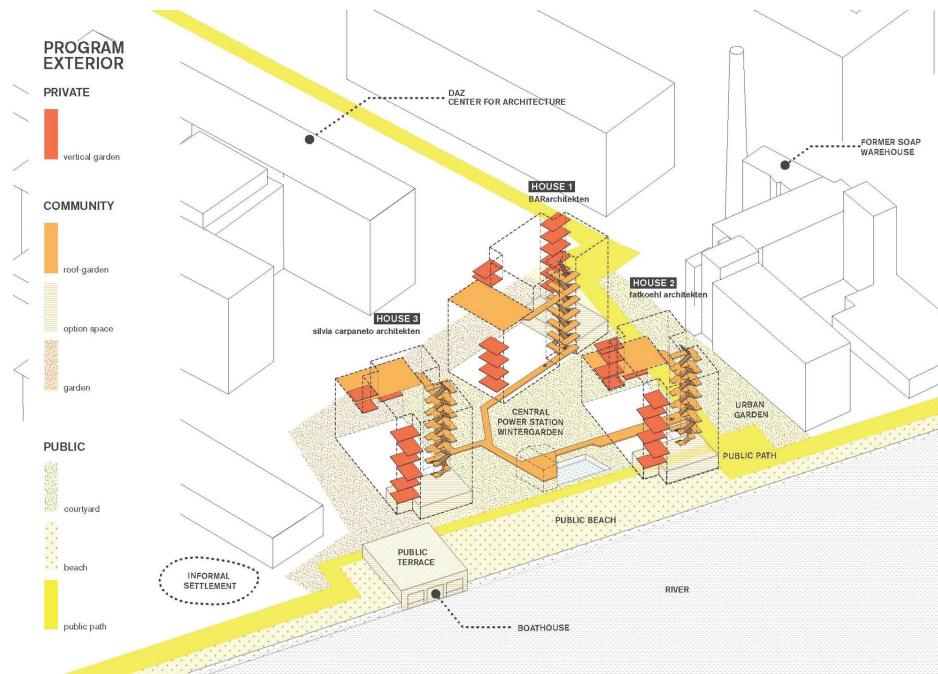 PROGRAM
EXTERIOR
PRIVATE
vertical garden
COMMUNITY
roof-garden
option space
garden
PUBLIC
courtyard
beach
public path
DAZ
CENTER FOR ARCHITECTURE
FORMER SOAP
WAREHOUSE
HOUSE 1
BARarchitekten
HOUSE 2
fatkoehl architekten
HOUSE 3
silvia carpaneto architekten
CENTRAL
POWER STATION
WINTERGARDEN
URBAN
GARDEN
PUBLIC PATH
PUBLIC BEACH
PUBLIC
TERRACE
INFORMAL
SETTLEMENT
RIVER
BOATHOUSE